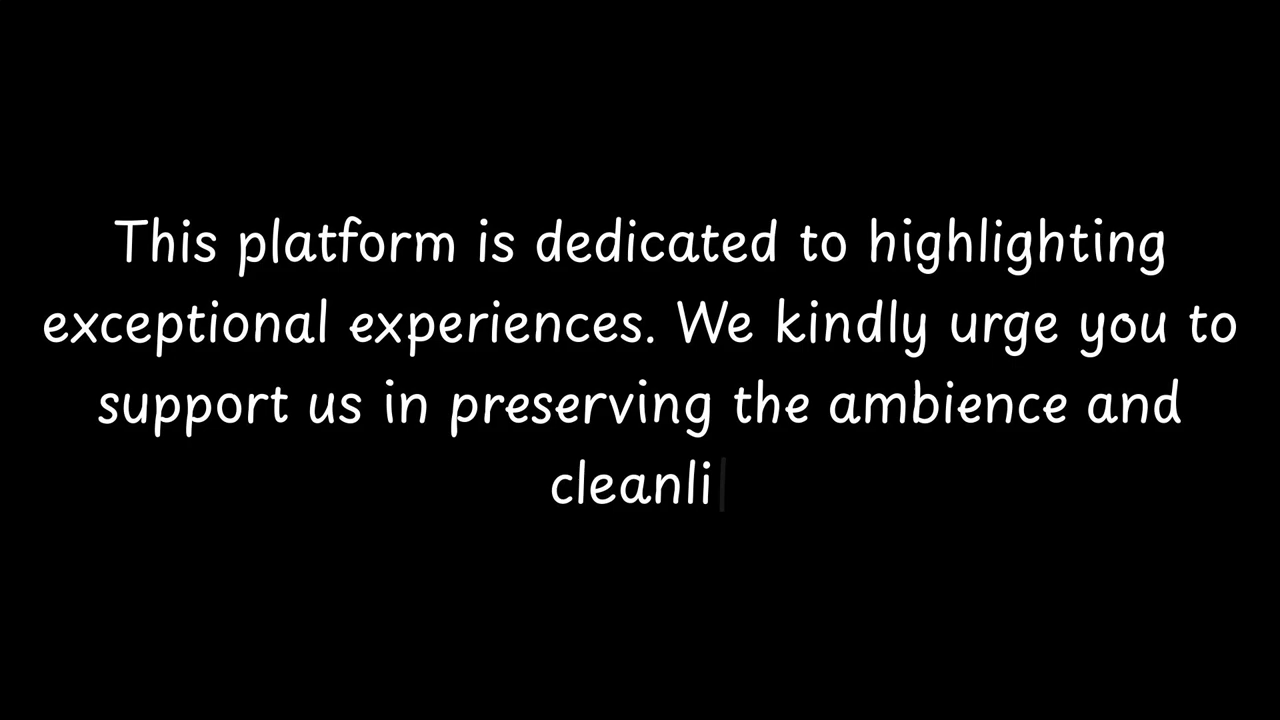 This platform is dedicated to highlighting
exceptional experiences. We kindly urge you to
support us in preserving the ambience and
cleanli